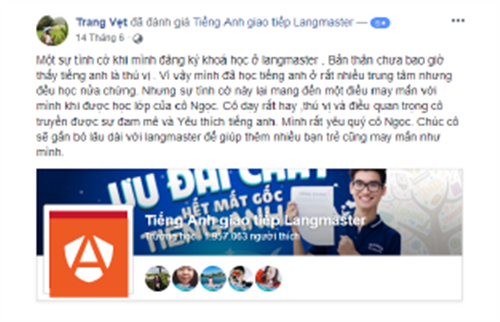 Trang Vẹt đã đánh giá Tiếng Anh giao tiếp Langmaster —
14 Tháng 6
Một sự tình cờ khi mình đăng ký khoá học ở langmaster , Bản thân chưa bao giờ
thấy tiếng anh là thú vị . Vì vậy mình đã học tiếng anh ở rất nhiều trung tâm nhưng
đều học nửa chừng. Nhưng sự tình cờ này lại mang đến một điều may mắn với
mình khi được học lớp của cô Ngọc. Cô dạy rất hay ,thú vị và điều quan trọng cô
truyền được sự đam mê và Yêu thích tiếng anh. Mình rất yêu quý cô Ngọc. Chúc cô
sẽ gắn bó lâu dài với langmaster để giúp thêm nhiều bạn trẻ cũng may mắn như
mình.
ƯU ĐÃI CHÁY
HẾT MẤT GỐC
TIẾNG ANH
Tiếng Anh giao tiếp Langmaster
Trường học · 1.957.063 người thích